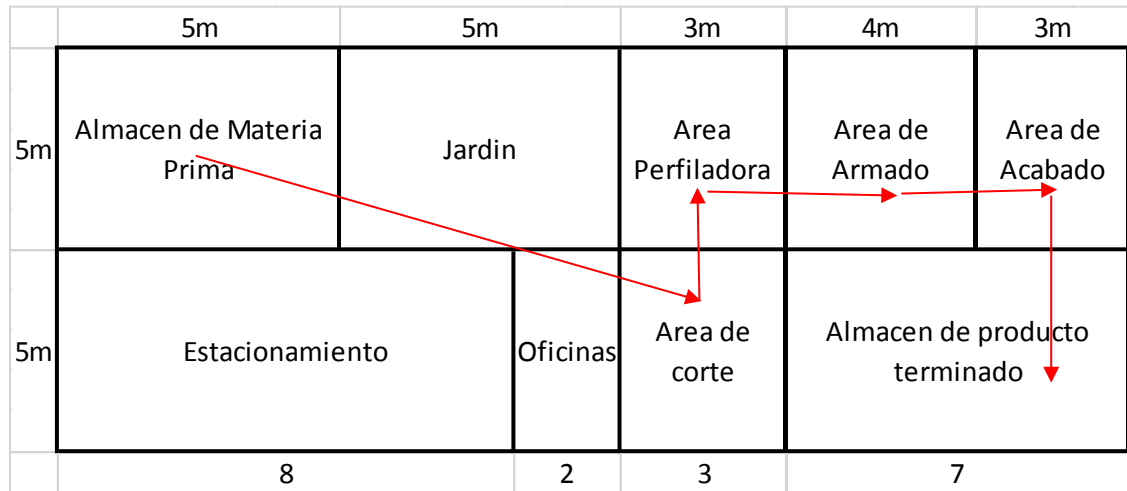 5m 5m 3m 4m 3m
5m
Almacen de Materia
Prima
Jardin
Area
Perfiladora
Area de
Armado
Area de
Acabado
5m
Estacionamiento
Oficinas
Area de
corte
Almacen de producto
terminado
8 2 3 7